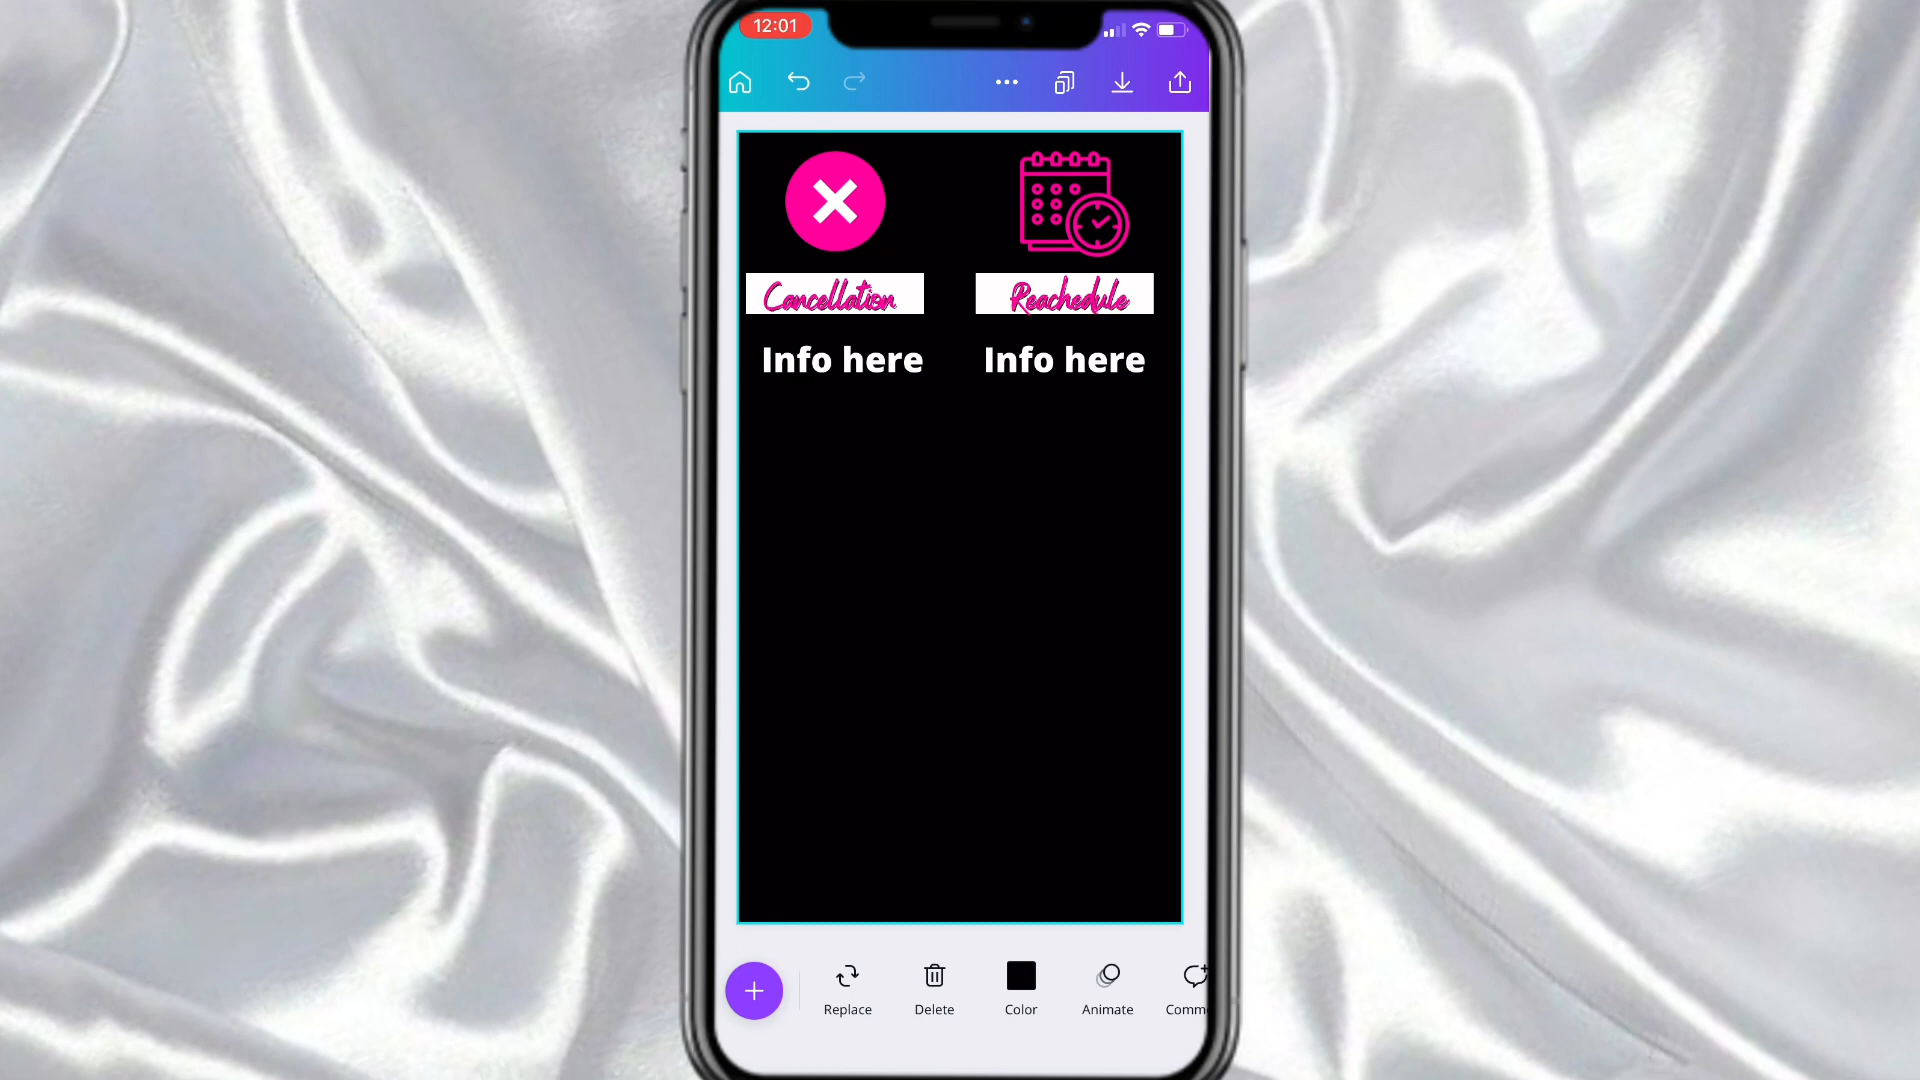 12:01
Cancellation
Reachedule
Info here
Info here
Replace
Delete
Color
Animate
Comm